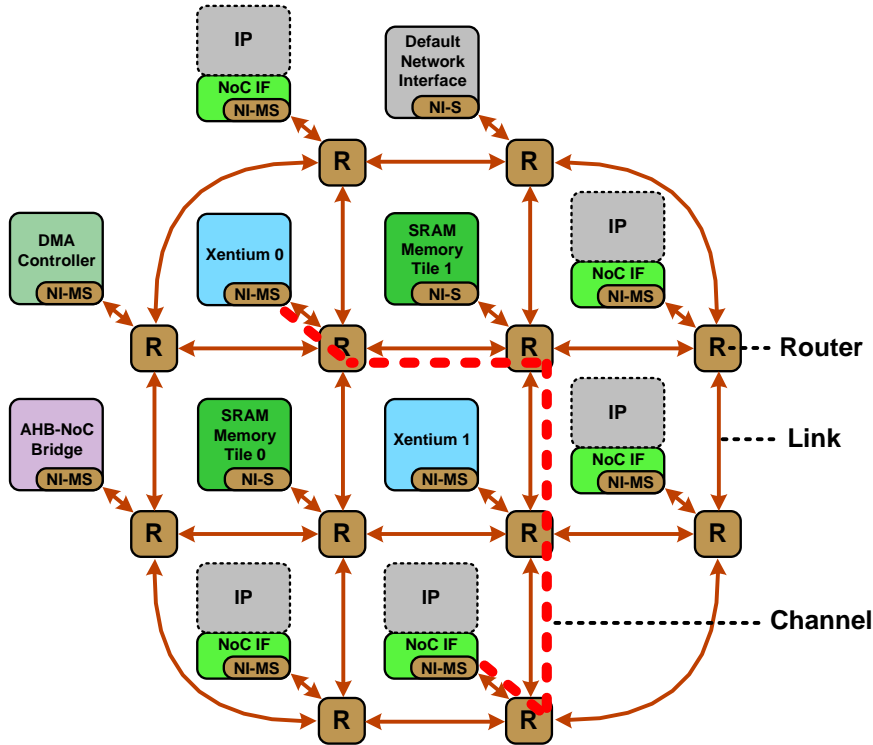 IP
NoC IF
NI-MS
Default
Network
Interface
NI-S
R
R
DMA
Controller
NI-MS
Xentium 0
NI-MS
SRAM
Memory
Tile 1
NI-S
IP
NoC IF
NI-MS
R
R
R
R
Router
AHB-NoC
Bridge
NI-MS
SRAM
Memory
Tile 0
NI-S
Xentium 1
NI-MS
IP
NoC IF
NI-MS
Link
R
R
R
R
IP
NoC IF
NI-MS
IP
NoC IF
NI-MS
Channel
R
R